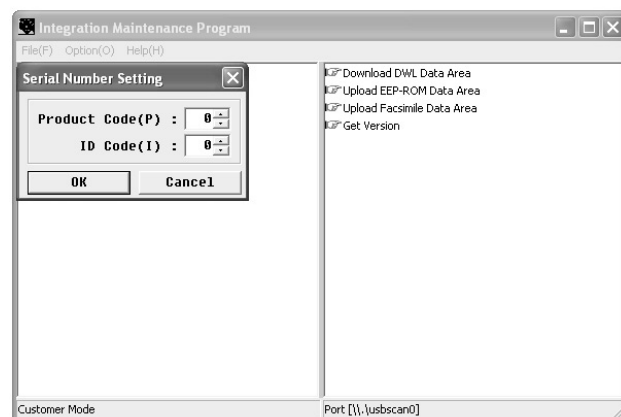 Integration Maintenance Program
File(F) Option(O) Help(H)
Serial Number Setting
Product Code(P) : 0
ID Code(I) : 0
OK Cancel
Download DWL Data Area
Upload EEP-ROM Data Area
Upload Facsimile Data Area
Get Version
Customer Mode
Port [\\.\usbscan0]